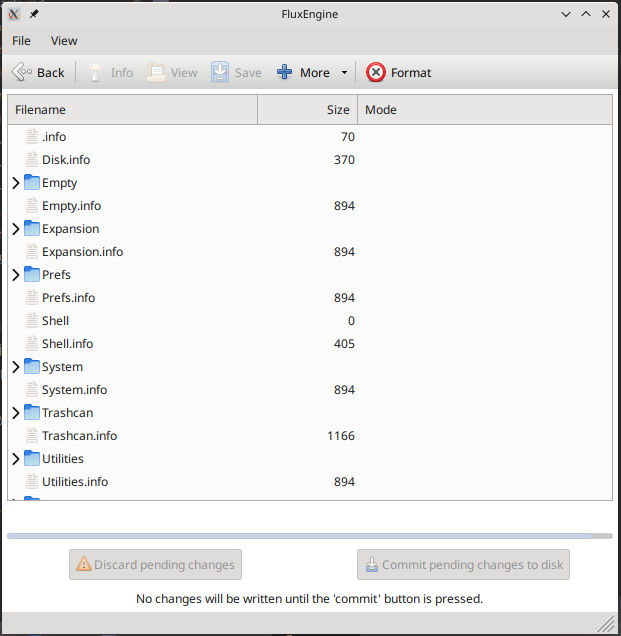 FluxEngine
File View
Back Info View Save More Format
Filename Size Mode
.info 70
Disk.info 370
Empty
Empty.info 894
Expansion
Expansion.info 894
Prefs
Prefs.info 894
Shell 0
Shell.info 405
System
System.info 894
Trashcan
Trashcan.info 1166
Utilities
Utilities.info 894
Discard pending changes Commit pending changes to disk
No changes will be written until the 'commit' button is pressed.